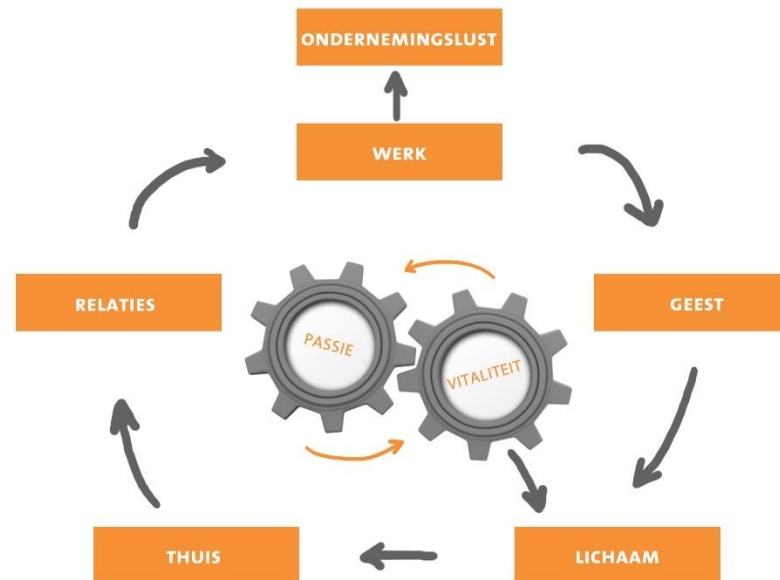 ONDERNEMINGSLUST
WERK
RELATIES
GEEST
PASSIE
VITALITEIT
THUIS
LICHAAM